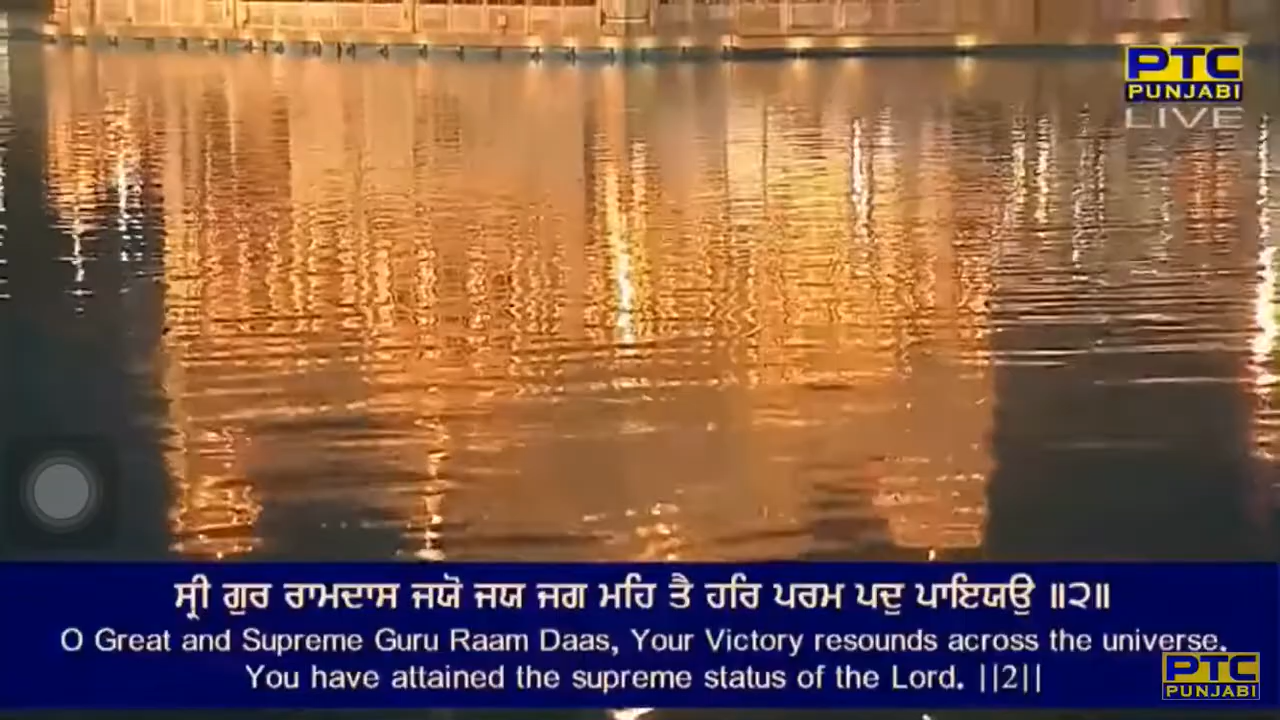 PTC
PUNJABI
LIVE
ਸ੍ਰੀ ਗੁਰ ਰਾਮਦਾਸ ਜਯੋ ਜਯ ਜਗ ਮਹਿ ਤੈ ਹਰਿ ਪਰਮ ਪਦੁ ਪਾਇਯਉ ॥੨॥
O Great and Supreme Guru Raam Daas, Your Victory resounds across the universe.
You have attained the supreme status of the Lord. ||2||
PTC
PUNJABI